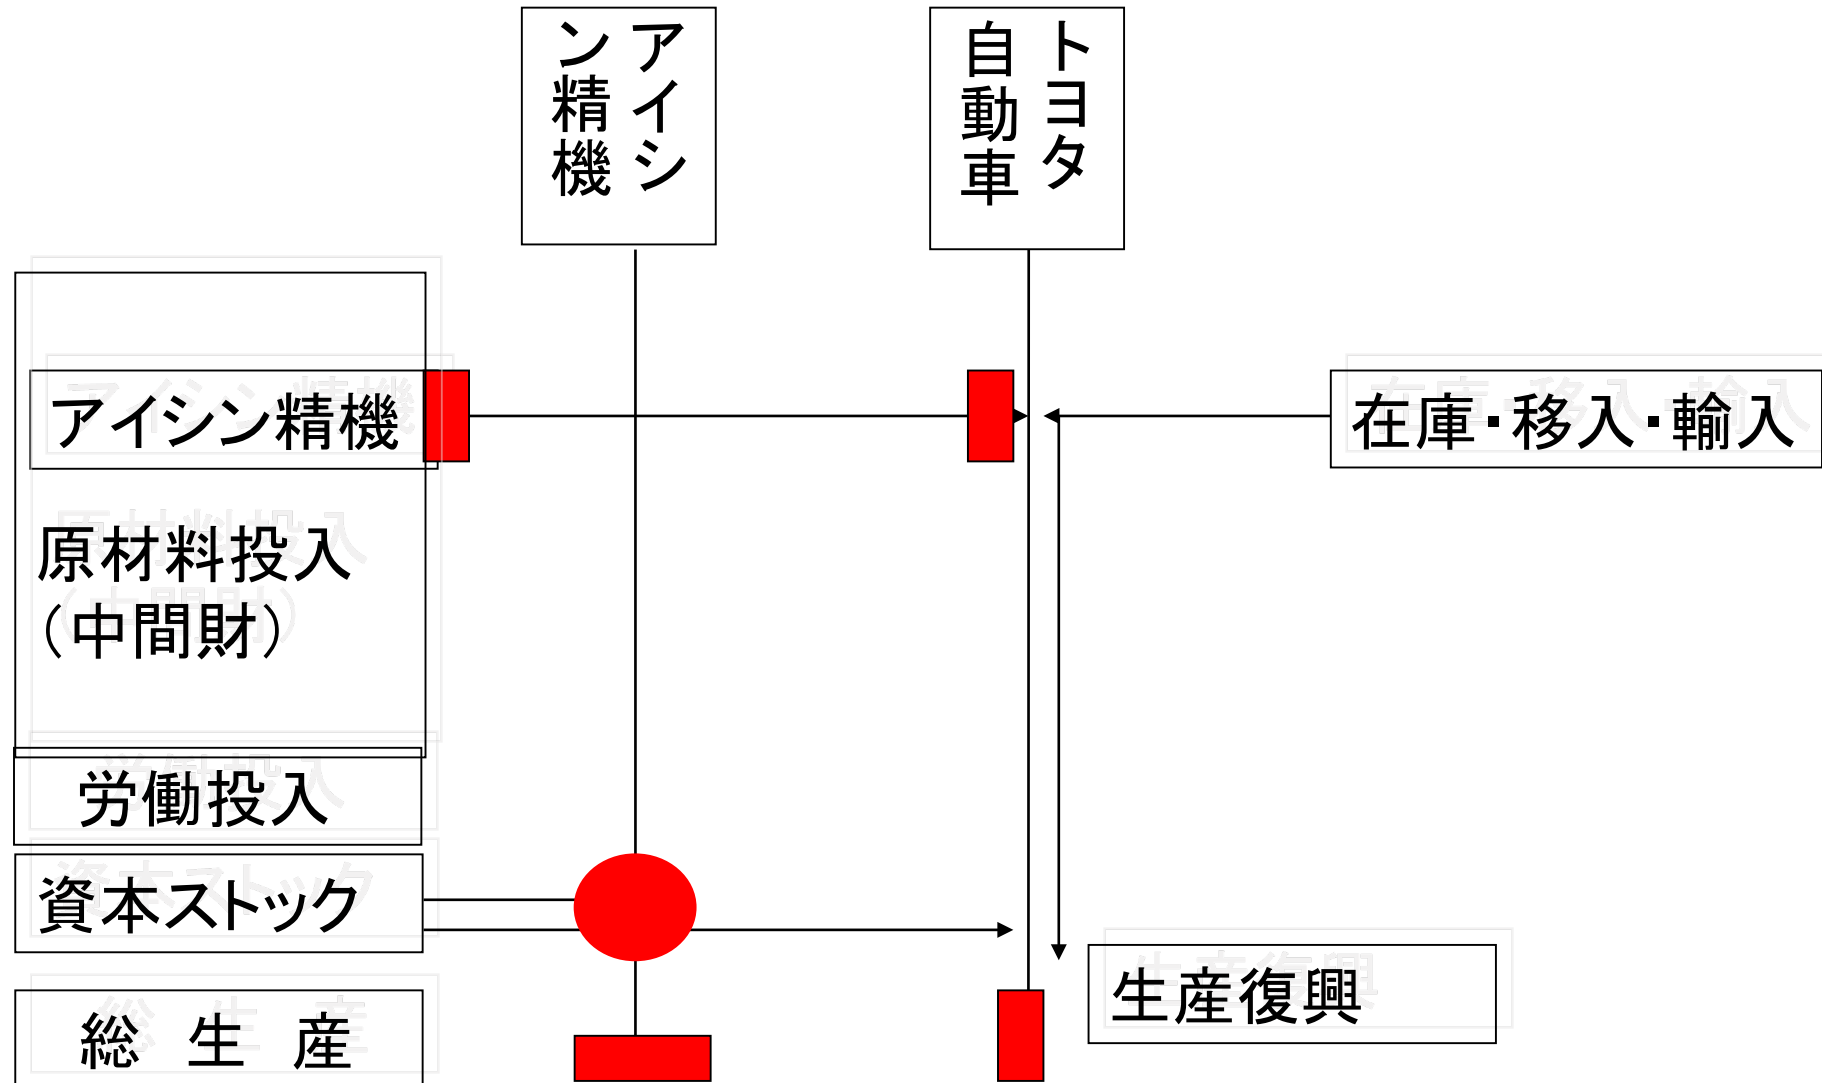 アイシ
ン精機
トヨタ
自動車
アイシン精機
在庫・移入・輸入
原材料投入
（中間財）
労働投入
資本ストック
生産復興
総　生　産